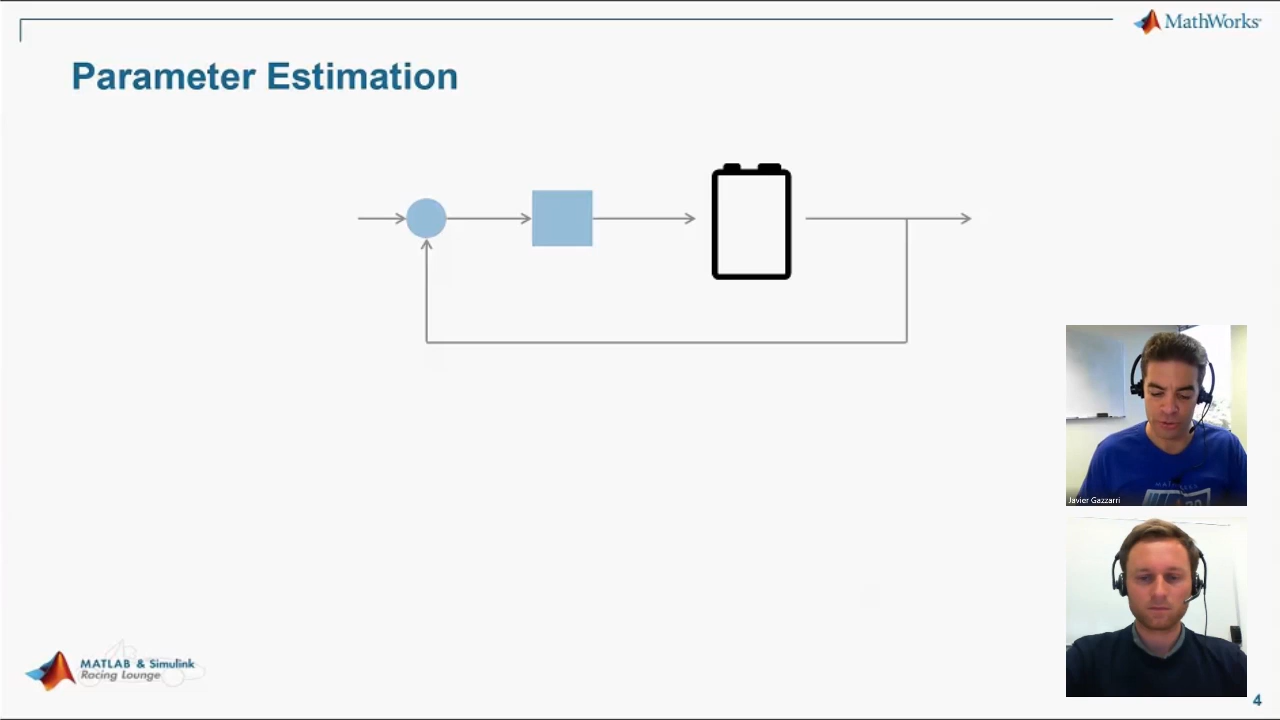 MathWorks
Parameter Estimation
Javier Gazzarri
MATLAB & Simulink
Racing Lounge
4